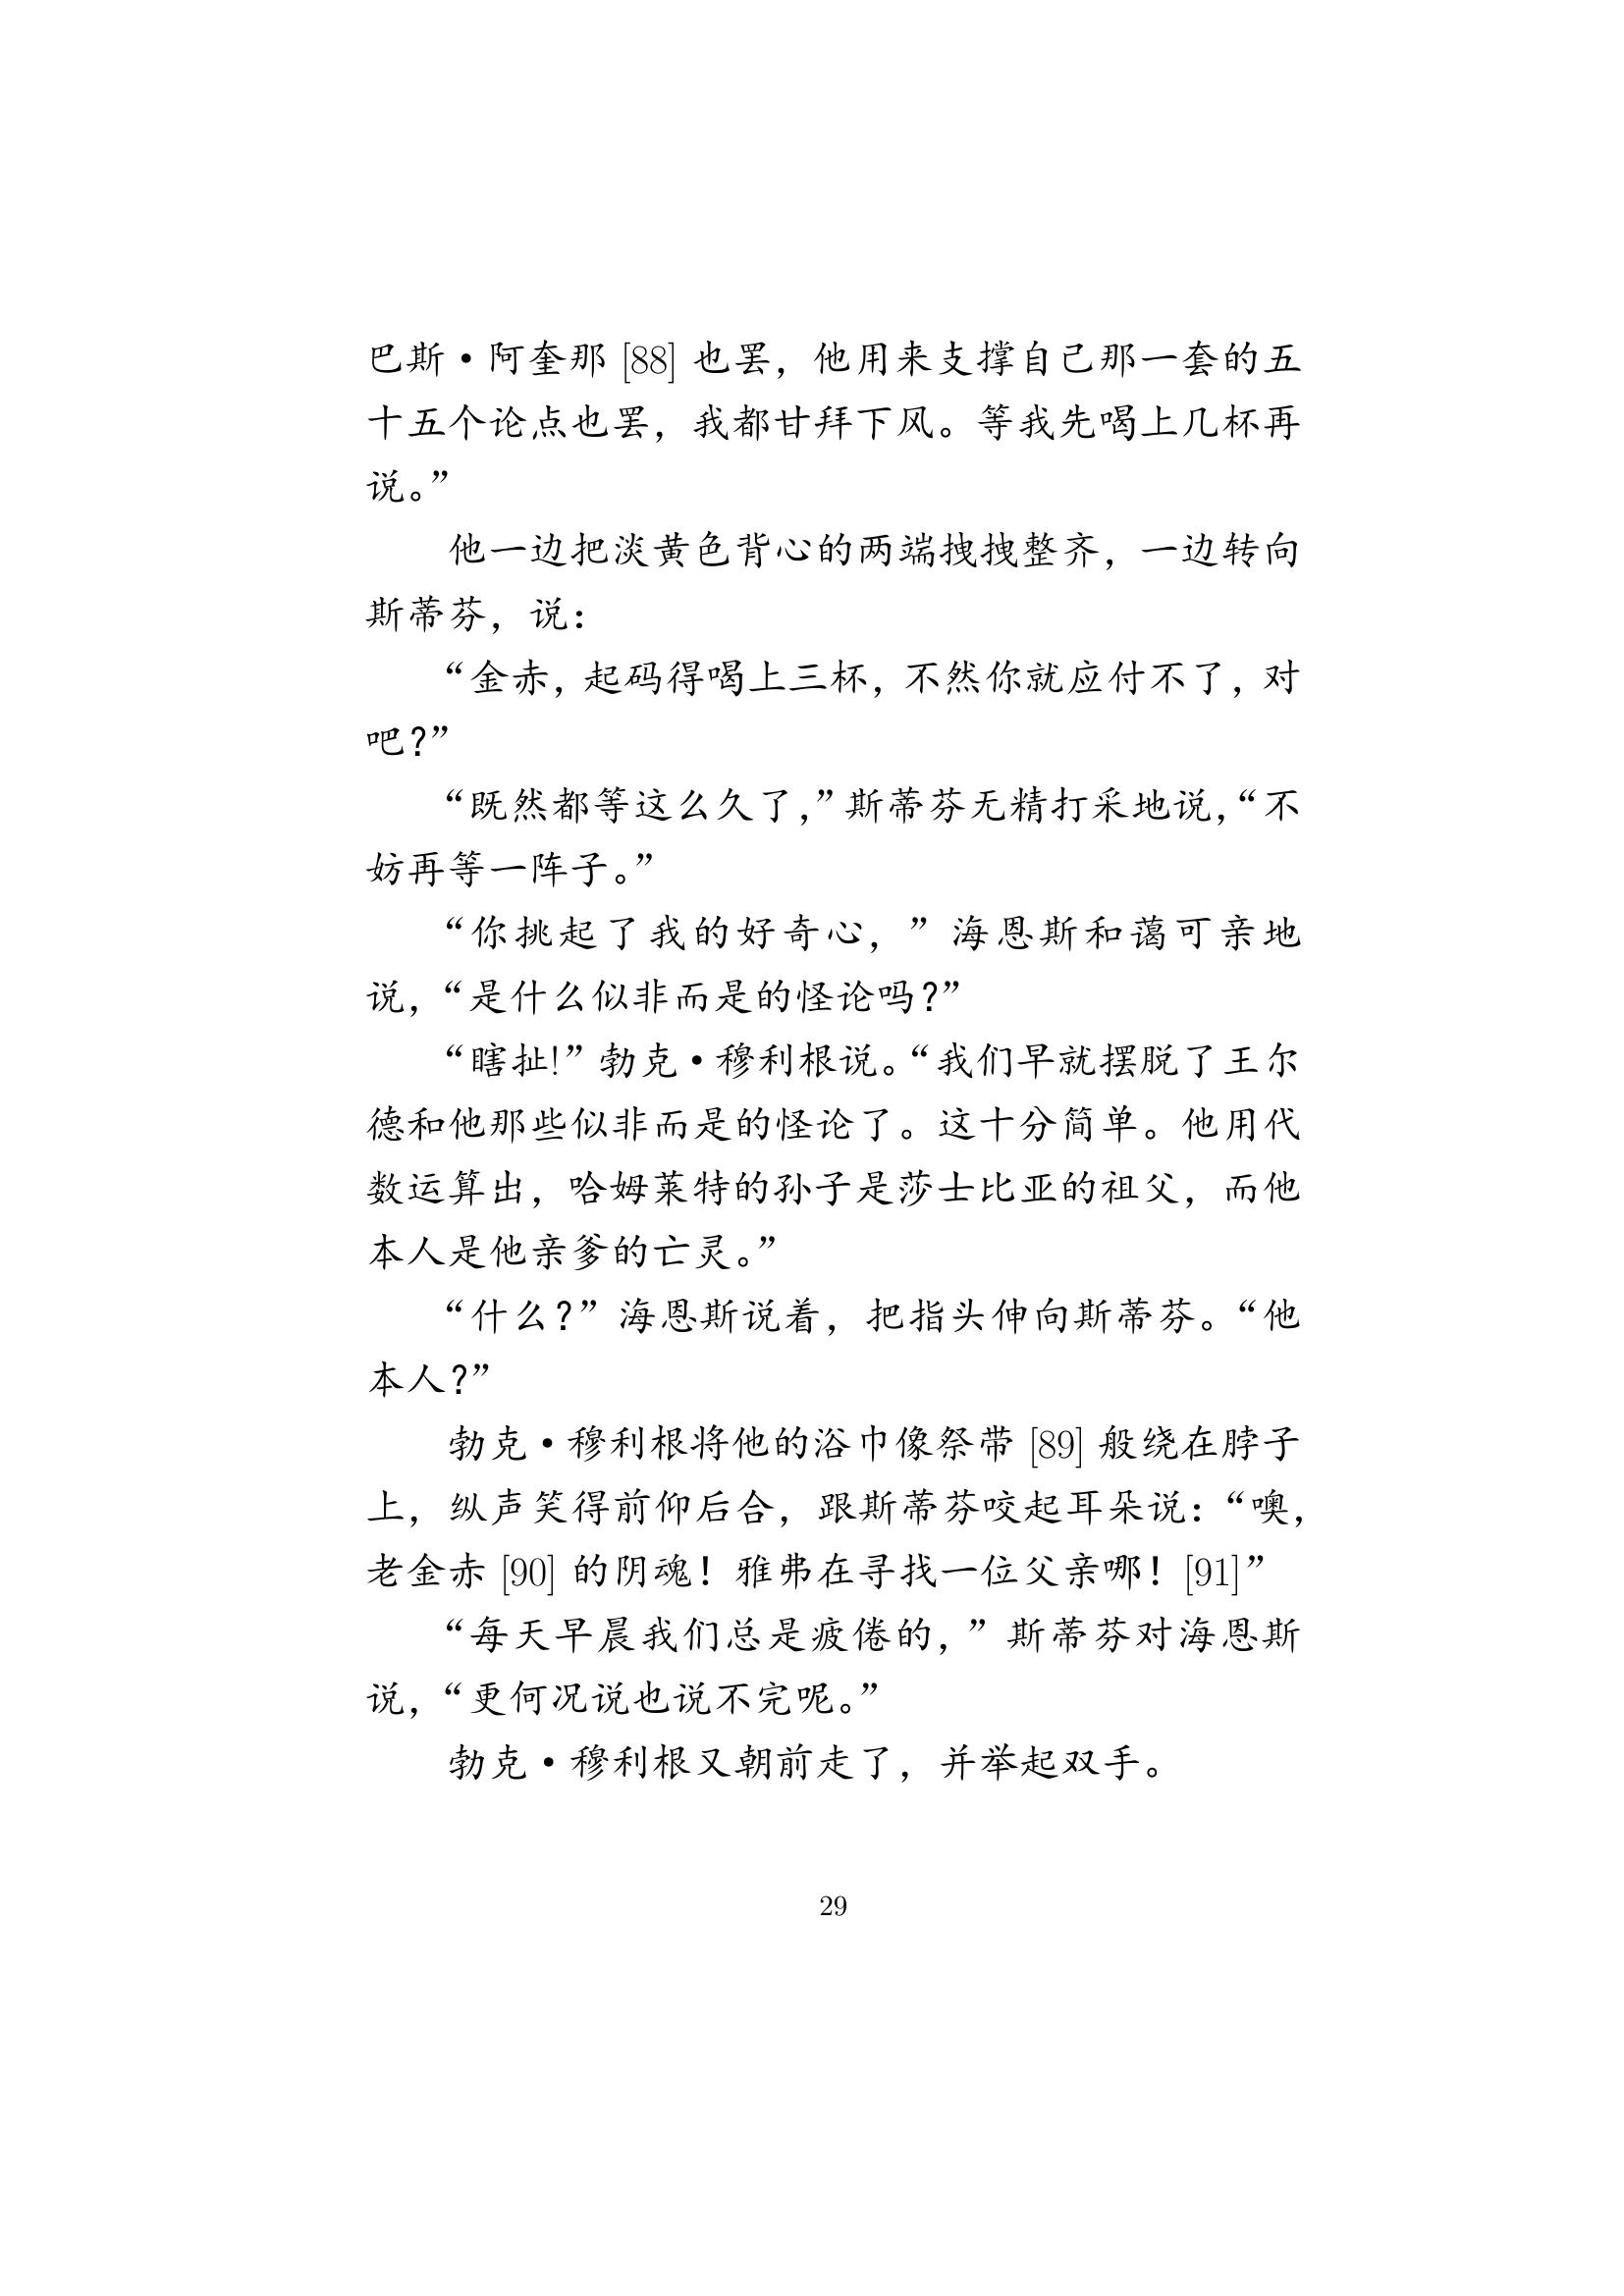 巴斯·阿奎那 [88] 也罢，他用来支撑自己那一套的五
十五个论点也罢，我都甘拜下风。等我先喝上几杯再
说。”
他一边把淡黄色背心的两端拽拽整齐，一边转向
斯蒂芬，说：
“金赤，起码得喝上三杯，不然你就应付不了，对
吧？”
“既然都等这么久了，”斯蒂芬无精打采地说，“不
妨再等一阵子。”
“你挑起了我的好奇心，”海恩斯和蔼可亲地
说，“是什么似非而是的怪论吗？”
“瞎扯！”勃克·穆利根说。“我们早就摆脱了王尔
德和他那些似非而是的怪论了。这十分简单。他用代
数运算出，哈姆莱特的孙子是莎士比亚的祖父，而他
本人是他亲爹的亡灵。”
“什么？”海恩斯说着，把指头伸向斯蒂芬。“他
本人？”
勃克·穆利根将他的浴巾像祭带 [89] 般绕在脖子
上，纵声笑得前仰后合，跟斯蒂芬咬起耳朵说：“噢，
老金赤 [90] 的阴魂！雅弗在寻找一位父亲哪！[91]”
“每天早晨我们总是疲倦的，”斯蒂芬对海恩斯
说，“更何况说也说不完呢。”
勃克·穆利根又朝前走了，并举起双手。
29